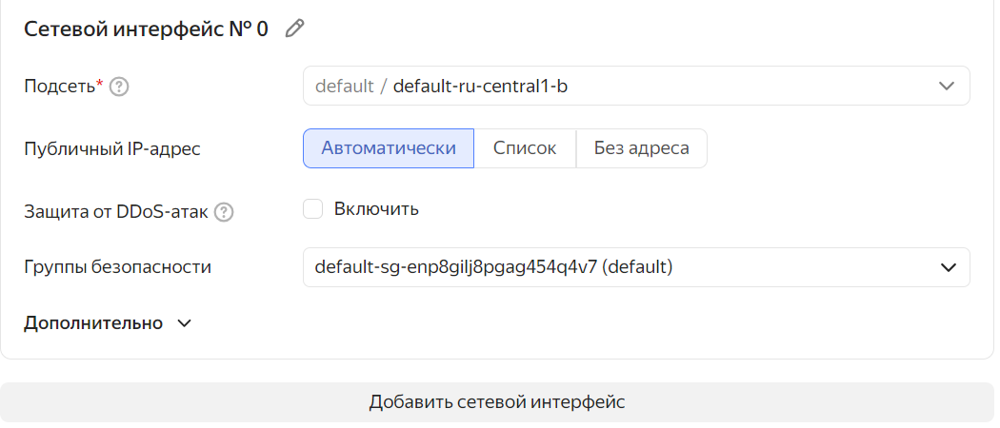 Сетевой интерфейс № 0
Подсеть* ? default / default-ru-central1-b
Публичный IP-адрес Автоматически Список Без адреса
Защита от DDoS-атак ? Включить
Группы безопасности default-sg-enp8gilj8pgag454q4v7 (default)
Дополнительно
Добавить сетевой интерфейс